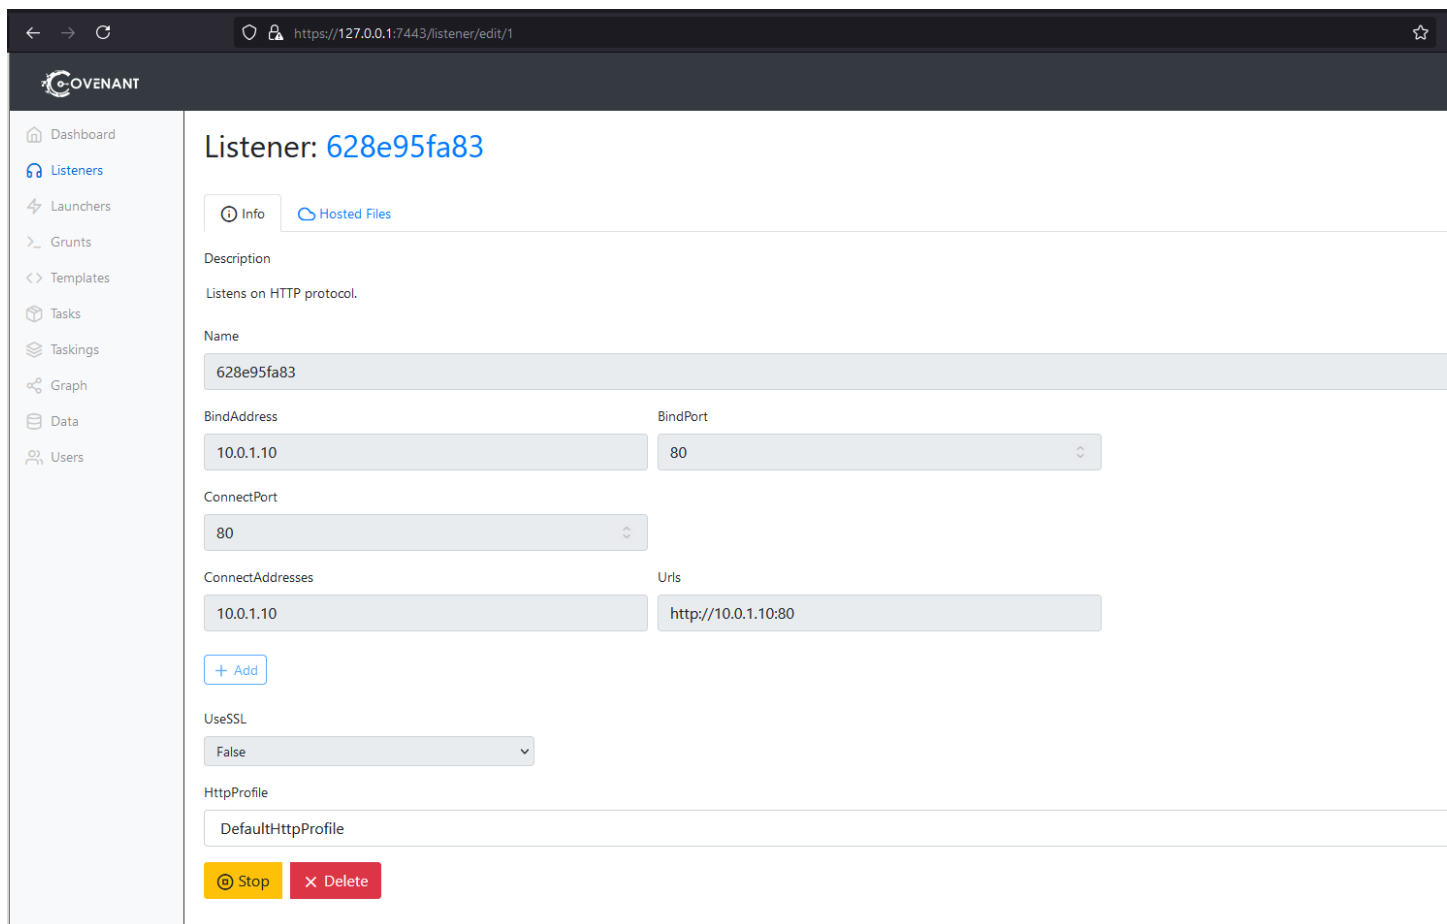 https://127.0.0.1:7443/listener/edit/1
COVENANT
Dashboard
Listeners
Launchers
Grunts
Templates
Tasks
Taskings
Graph
Data
Users
Listener: 628e95fa83
Info Hosted Files
Description
Listens on HTTP protocol.
Name
628e95fa83
BindAddress BindPort
10.0.1.10 80
ConnectPort
80
ConnectAddresses Urls
10.0.1.10 http://10.0.1.10:80
+ Add
UseSSL
False
HttpProfile
DefaultHttpProfile
Stop Delete